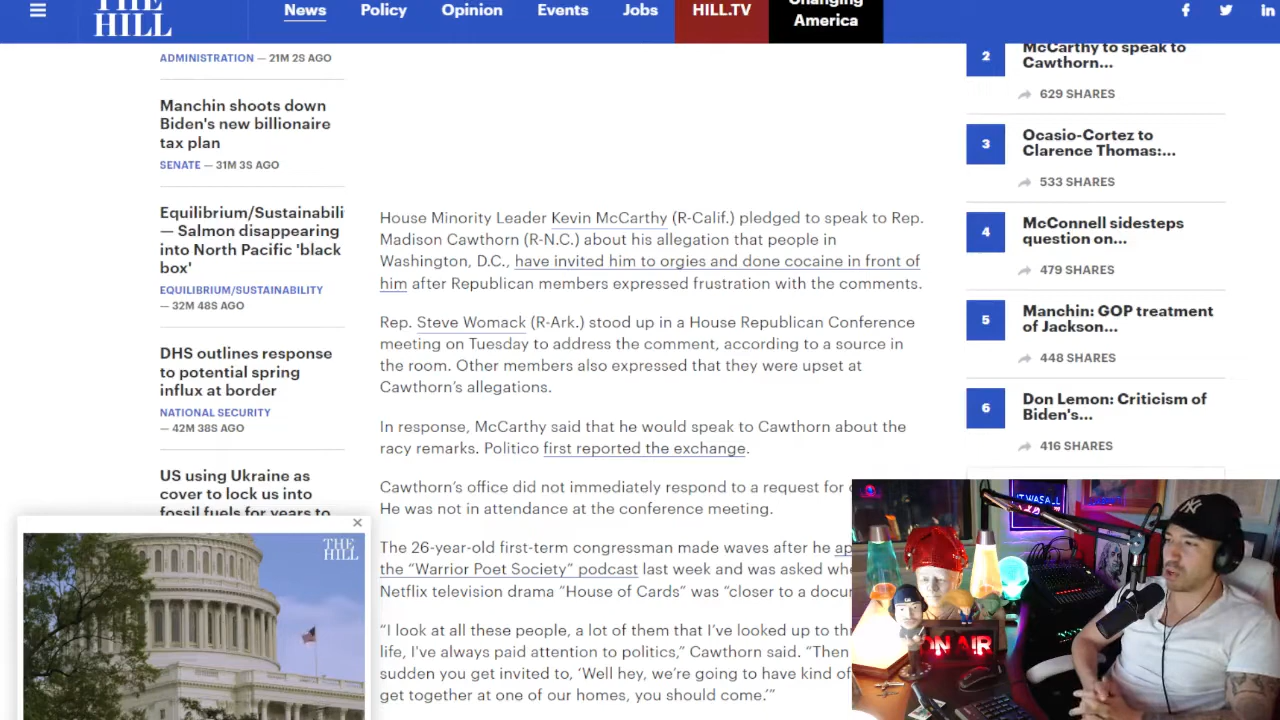 THE
HILL
News
Policy
Opinion
Events
Jobs
HILL.TV
Changing
America
ADMINISTRATION — 21M 2S AGO
Manchin shoots down
Biden's new billionaire
tax plan
SENATE — 31M 3S AGO
Equilibrium/Sustainabili
— Salmon disappearing
into North Pacific 'black
box'
EQUILIBRIUM/SUSTAINABILITY
— 32M 48S AGO
DHS outlines response
to potential spring
influx at border
NATIONAL SECURITY
— 42M 38S AGO
US using Ukraine as
cover to lock us into
fossil fuels for years to
THE
HILL
House Minority Leader Kevin McCarthy (R-Calif.) pledged to speak to Rep.
Madison Cawthorn (R-N.C.) about his allegation that people in
Washington, D.C., have invited him to orgies and done cocaine in front of
him after Republican members expressed frustration with the comments.
Rep. Steve Womack (R-Ark.) stood up in a House Republican Conference
meeting on Tuesday to address the comment, according to a source in
the room. Other members also expressed that they were upset at
Cawthorn's allegations.
In response, McCarthy said that he would speak to Cawthorn about the
racy remarks. Politico first reported the exchange.
Cawthorn's office did not immediately respond to a request for
He was not in attendance at the conference meeting.
The 26-year-old first-term congressman made waves after he
the "Warrior Poet Society" podcast last week and was asked
Netflix television drama "House of Cards" was "closer to a
"I look at all these people, a lot of them that I've looked up to
life, I've always paid attention to politics," Cawthorn said. "Then
sudden you get invited to, 'Well hey, we're going to have kind of
get together at one of our homes, you should come.'"
2
McCarthy to speak to
Cawthorn...
629 SHARES
3
Ocasio-Cortez to
Clarence Thomas:...
533 SHARES
4
McConnell sidesteps
question on...
479 SHARES
5
Manchin: GOP treatment
of Jackson...
448 SHARES
6
Don Lemon: Criticism of
Biden's...
416 SHARES
IT WAS ALL
ON AIR